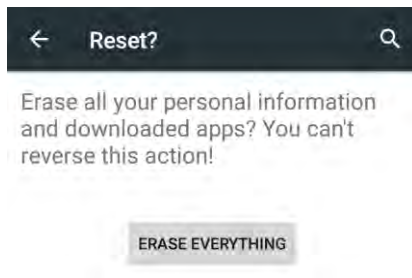 Reset?
Erase all your personal information
and downloaded apps? You can't
reverse this action!
ERASE EVERYTHING